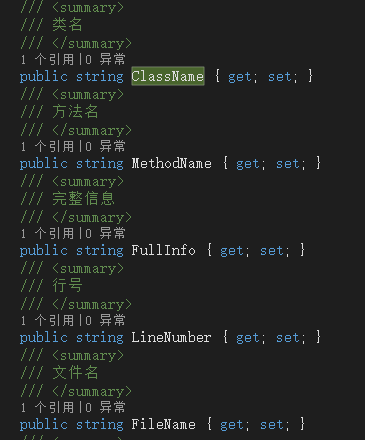 /// <summary>
/// 类名
/// </summary>
1 个引用|0 异常
public string ClassName { get; set; }
/// <summary>
/// 方法名
/// </summary>
1 个引用|0 异常
public string MethodName { get; set; }
/// <summary>
/// 完整信息
/// </summary>
1 个引用|0 异常
public string FullInfo { get; set; }
/// <summary>
/// 行号
/// </summary>
1 个引用|0 异常
public string LineNumber { get; set; }
/// <summary>
/// 文件名
/// </summary>
1 个引用|0 异常
public string FileName { get; set; }